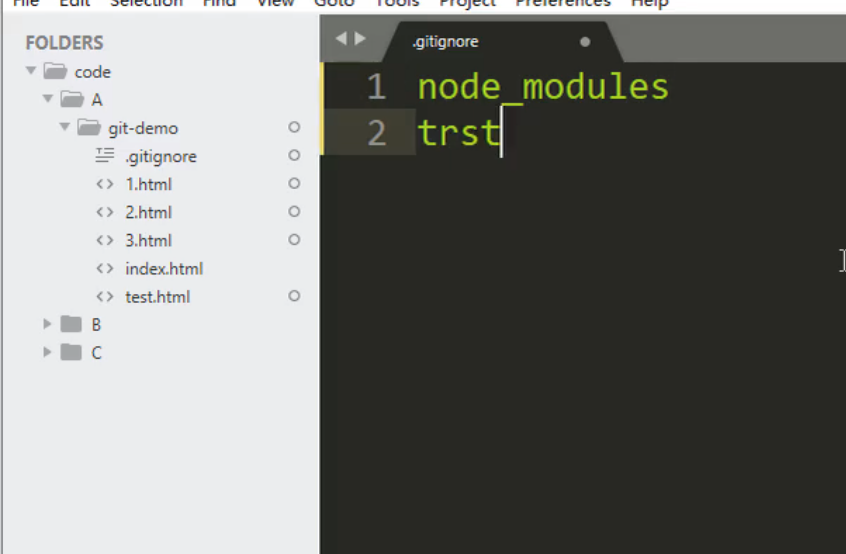 File Edit Selection Find View Goto Tools Project Preferences Help
FOLDERS
code
A
git-demo
.gitignore
1.html
2.html
3.html
index.html
test.html
B
C
.gitignore
1 node_modules
2 trst